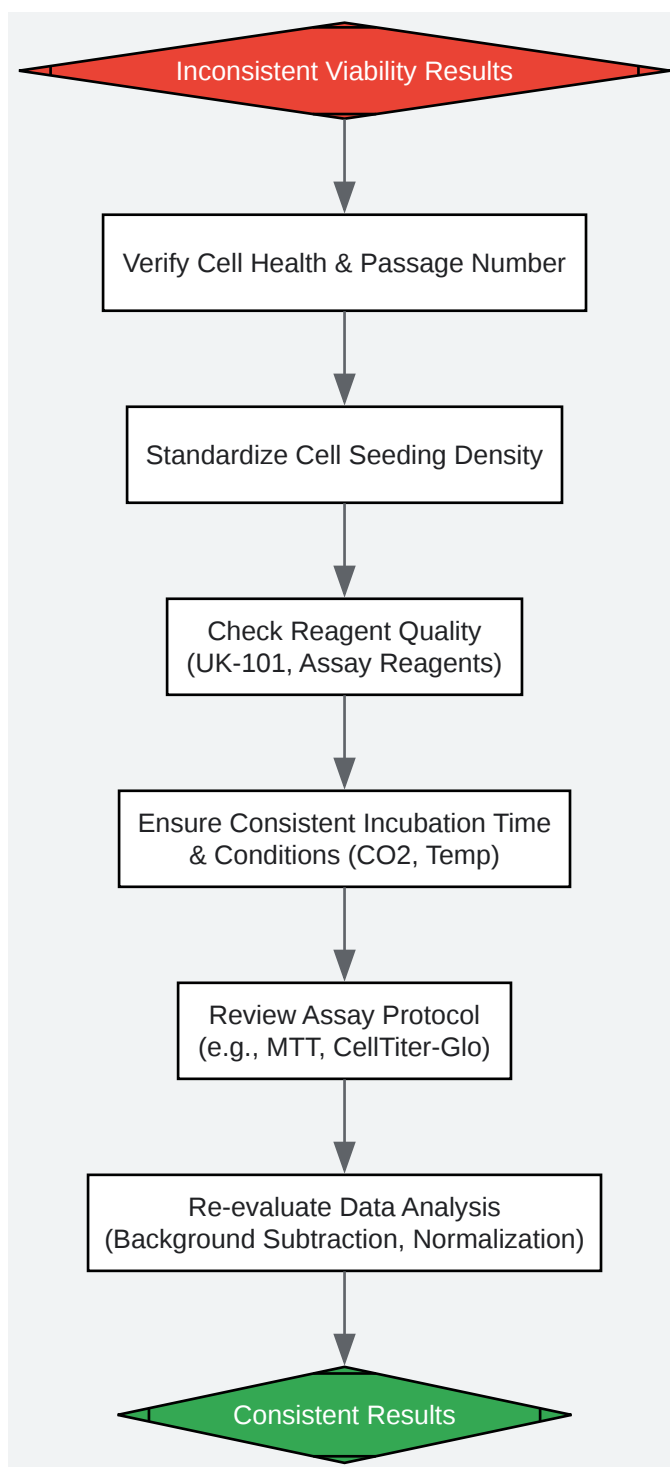 Inconsistent Viability Results
Verify Cell Health & Passage Number
Standardize Cell Seeding Density
Check Reagent Quality
(UK-101, Assay Reagents)
Ensure Consistent Incubation Time
& Conditions (CO2, Temp)
Review Assay Protocol
(e.g., MTT, CellTiter-Glo)
Re-evaluate Data Analysis
(Background Subtraction, Normalization)
Consistent Results